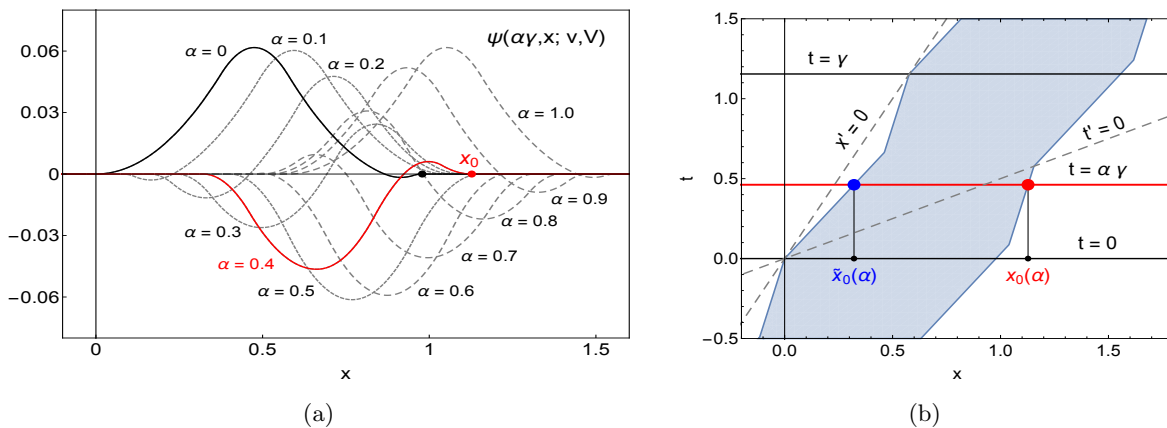 ψ(αγ,x; v,V)
0.06
0.03
0
−0.03
−0.06
α = 0
α = 0.1
α = 0.2
α = 1.0
x₀
α = 0.3
α = 0.4
α = 0.5
α = 0.6
α = 0.7
α = 0.8
α = 0.9
0
0.5
1
1.5
x
(a)
1.5
1.0
0.5
0.0
−0.5
t
t = γ
x' = 0
t' = 0
t = α γ
t = 0
x̃₀(α)
x₀(α)
0.0
0.5
1.0
1.5
x
(b)